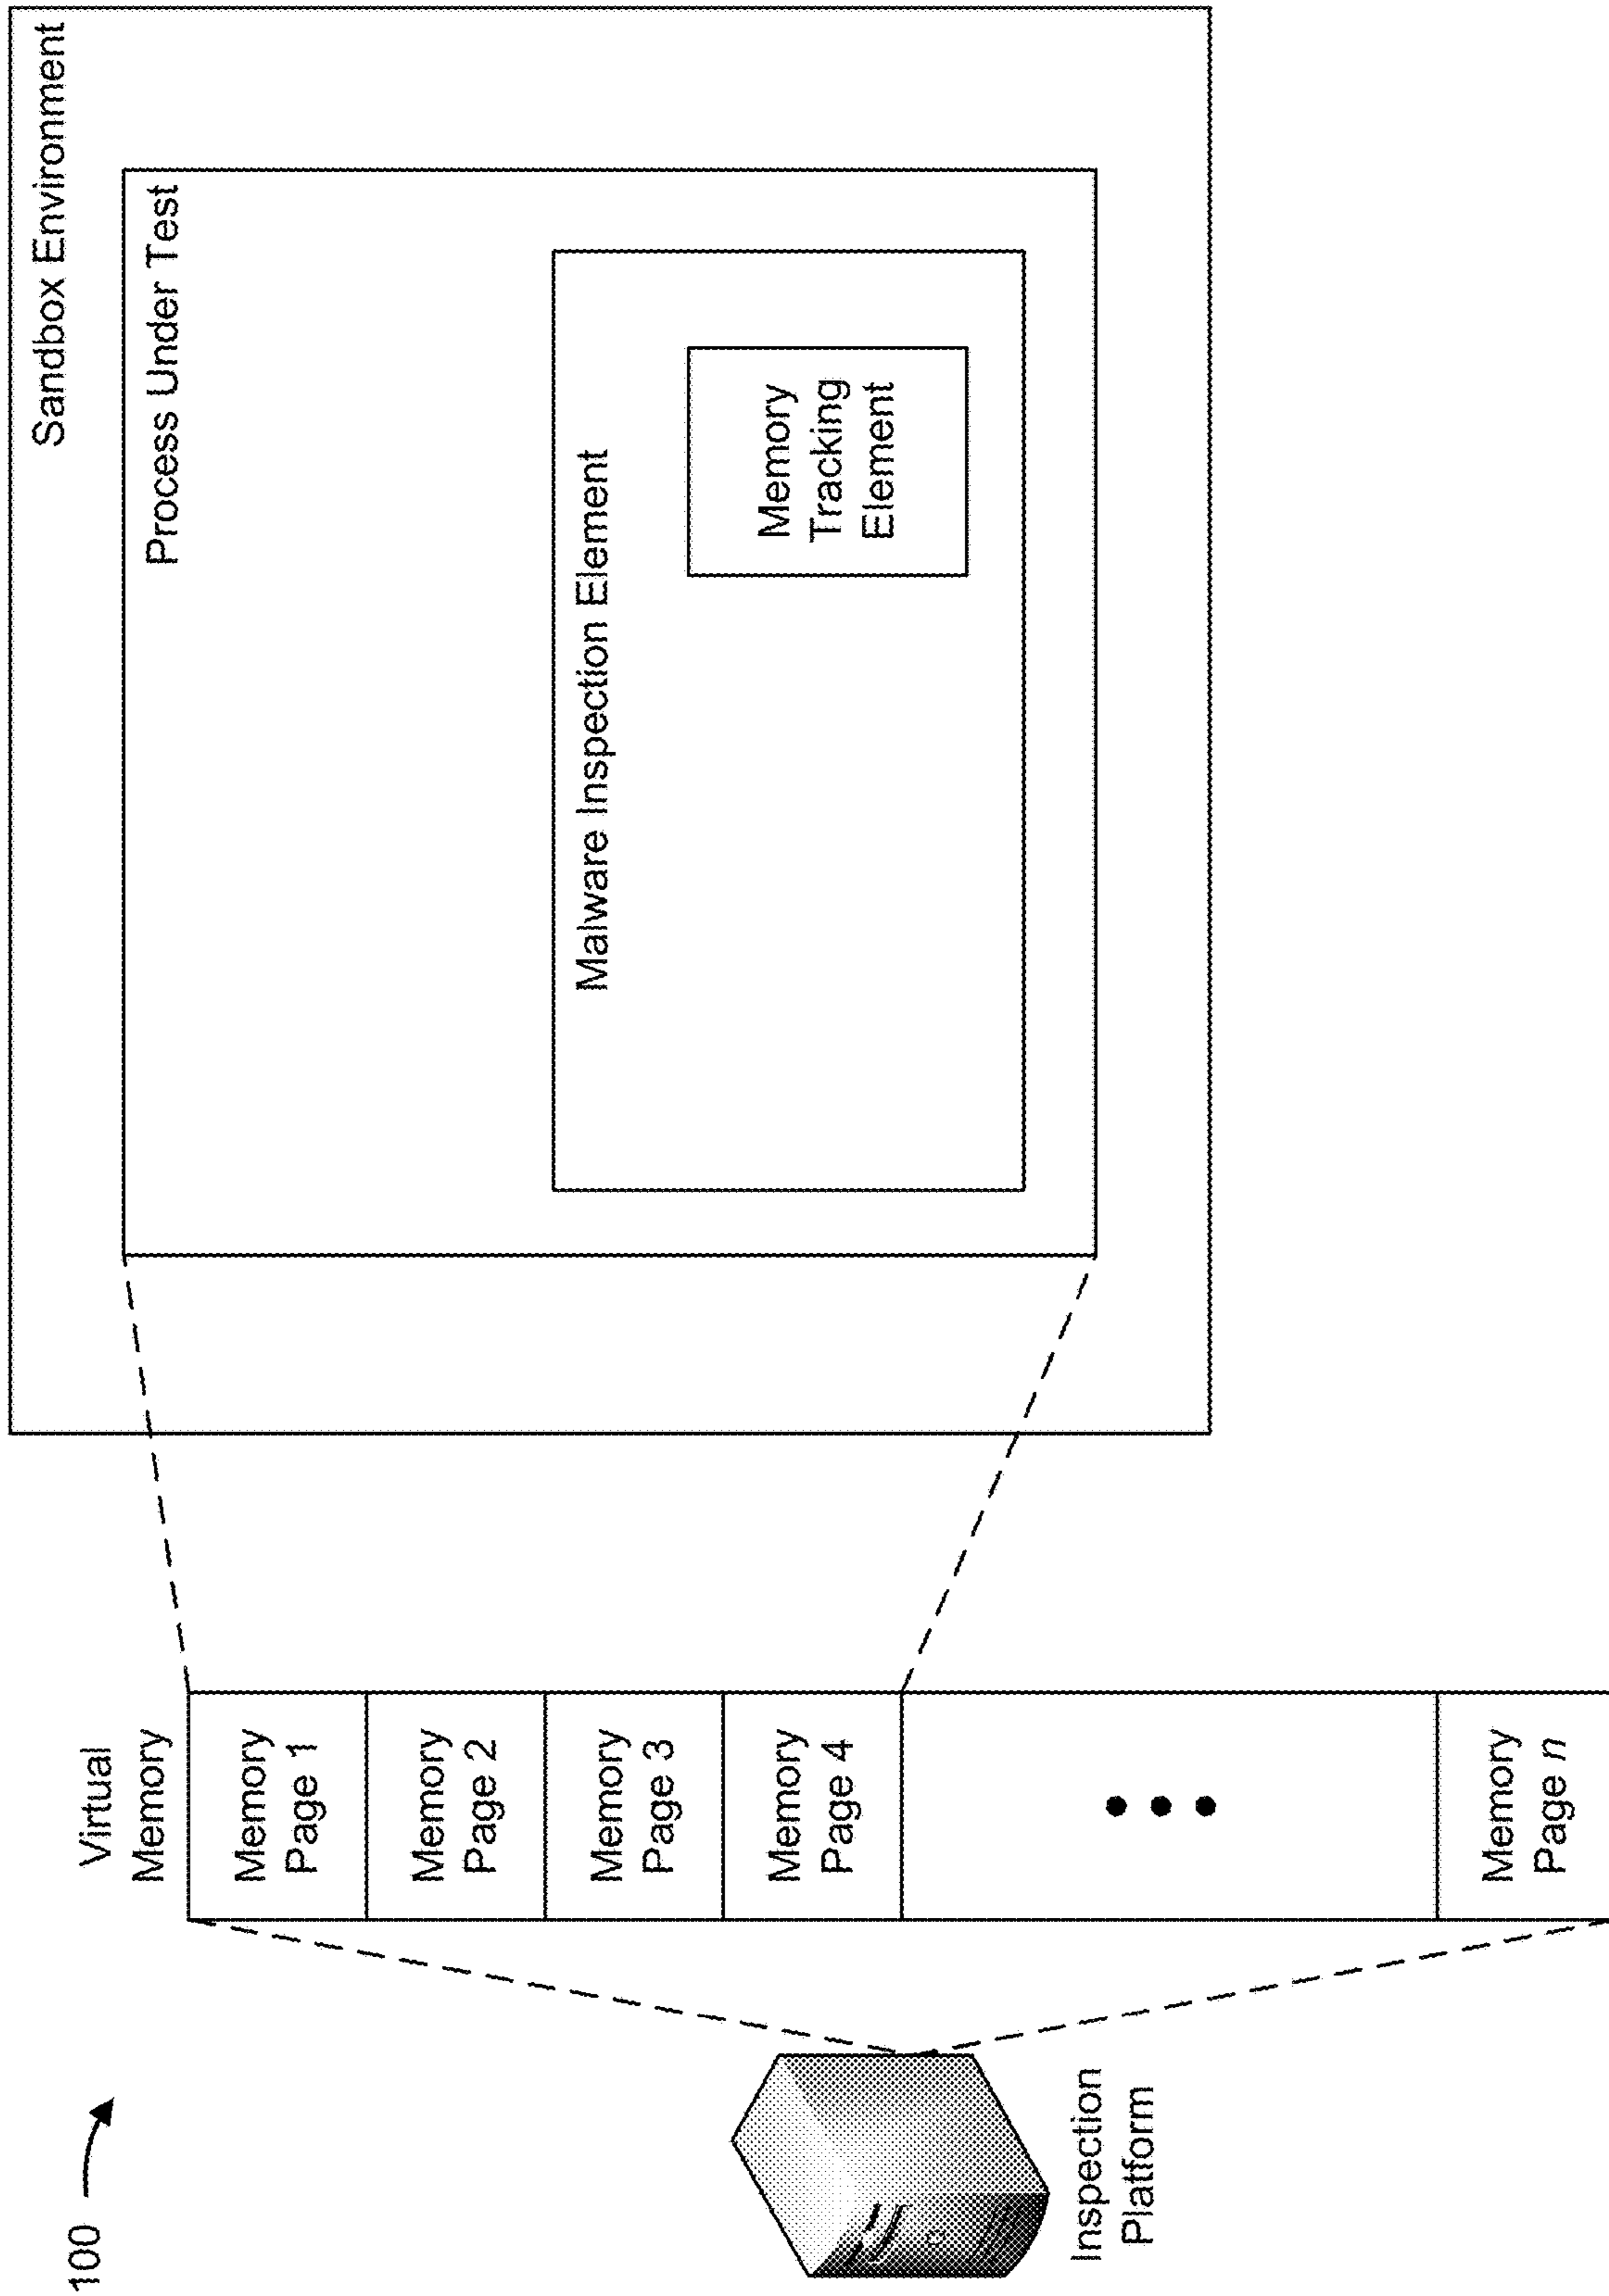 100
Inspection
Platform
Virtual
Memory
Memory
Page 1
Memory
Page 2
Memory
Page 3
Memory
Page 4
Memory
Page n
Sandbox Environment
Process Under Test
Malware Inspection Element
Memory
Tracking
Element